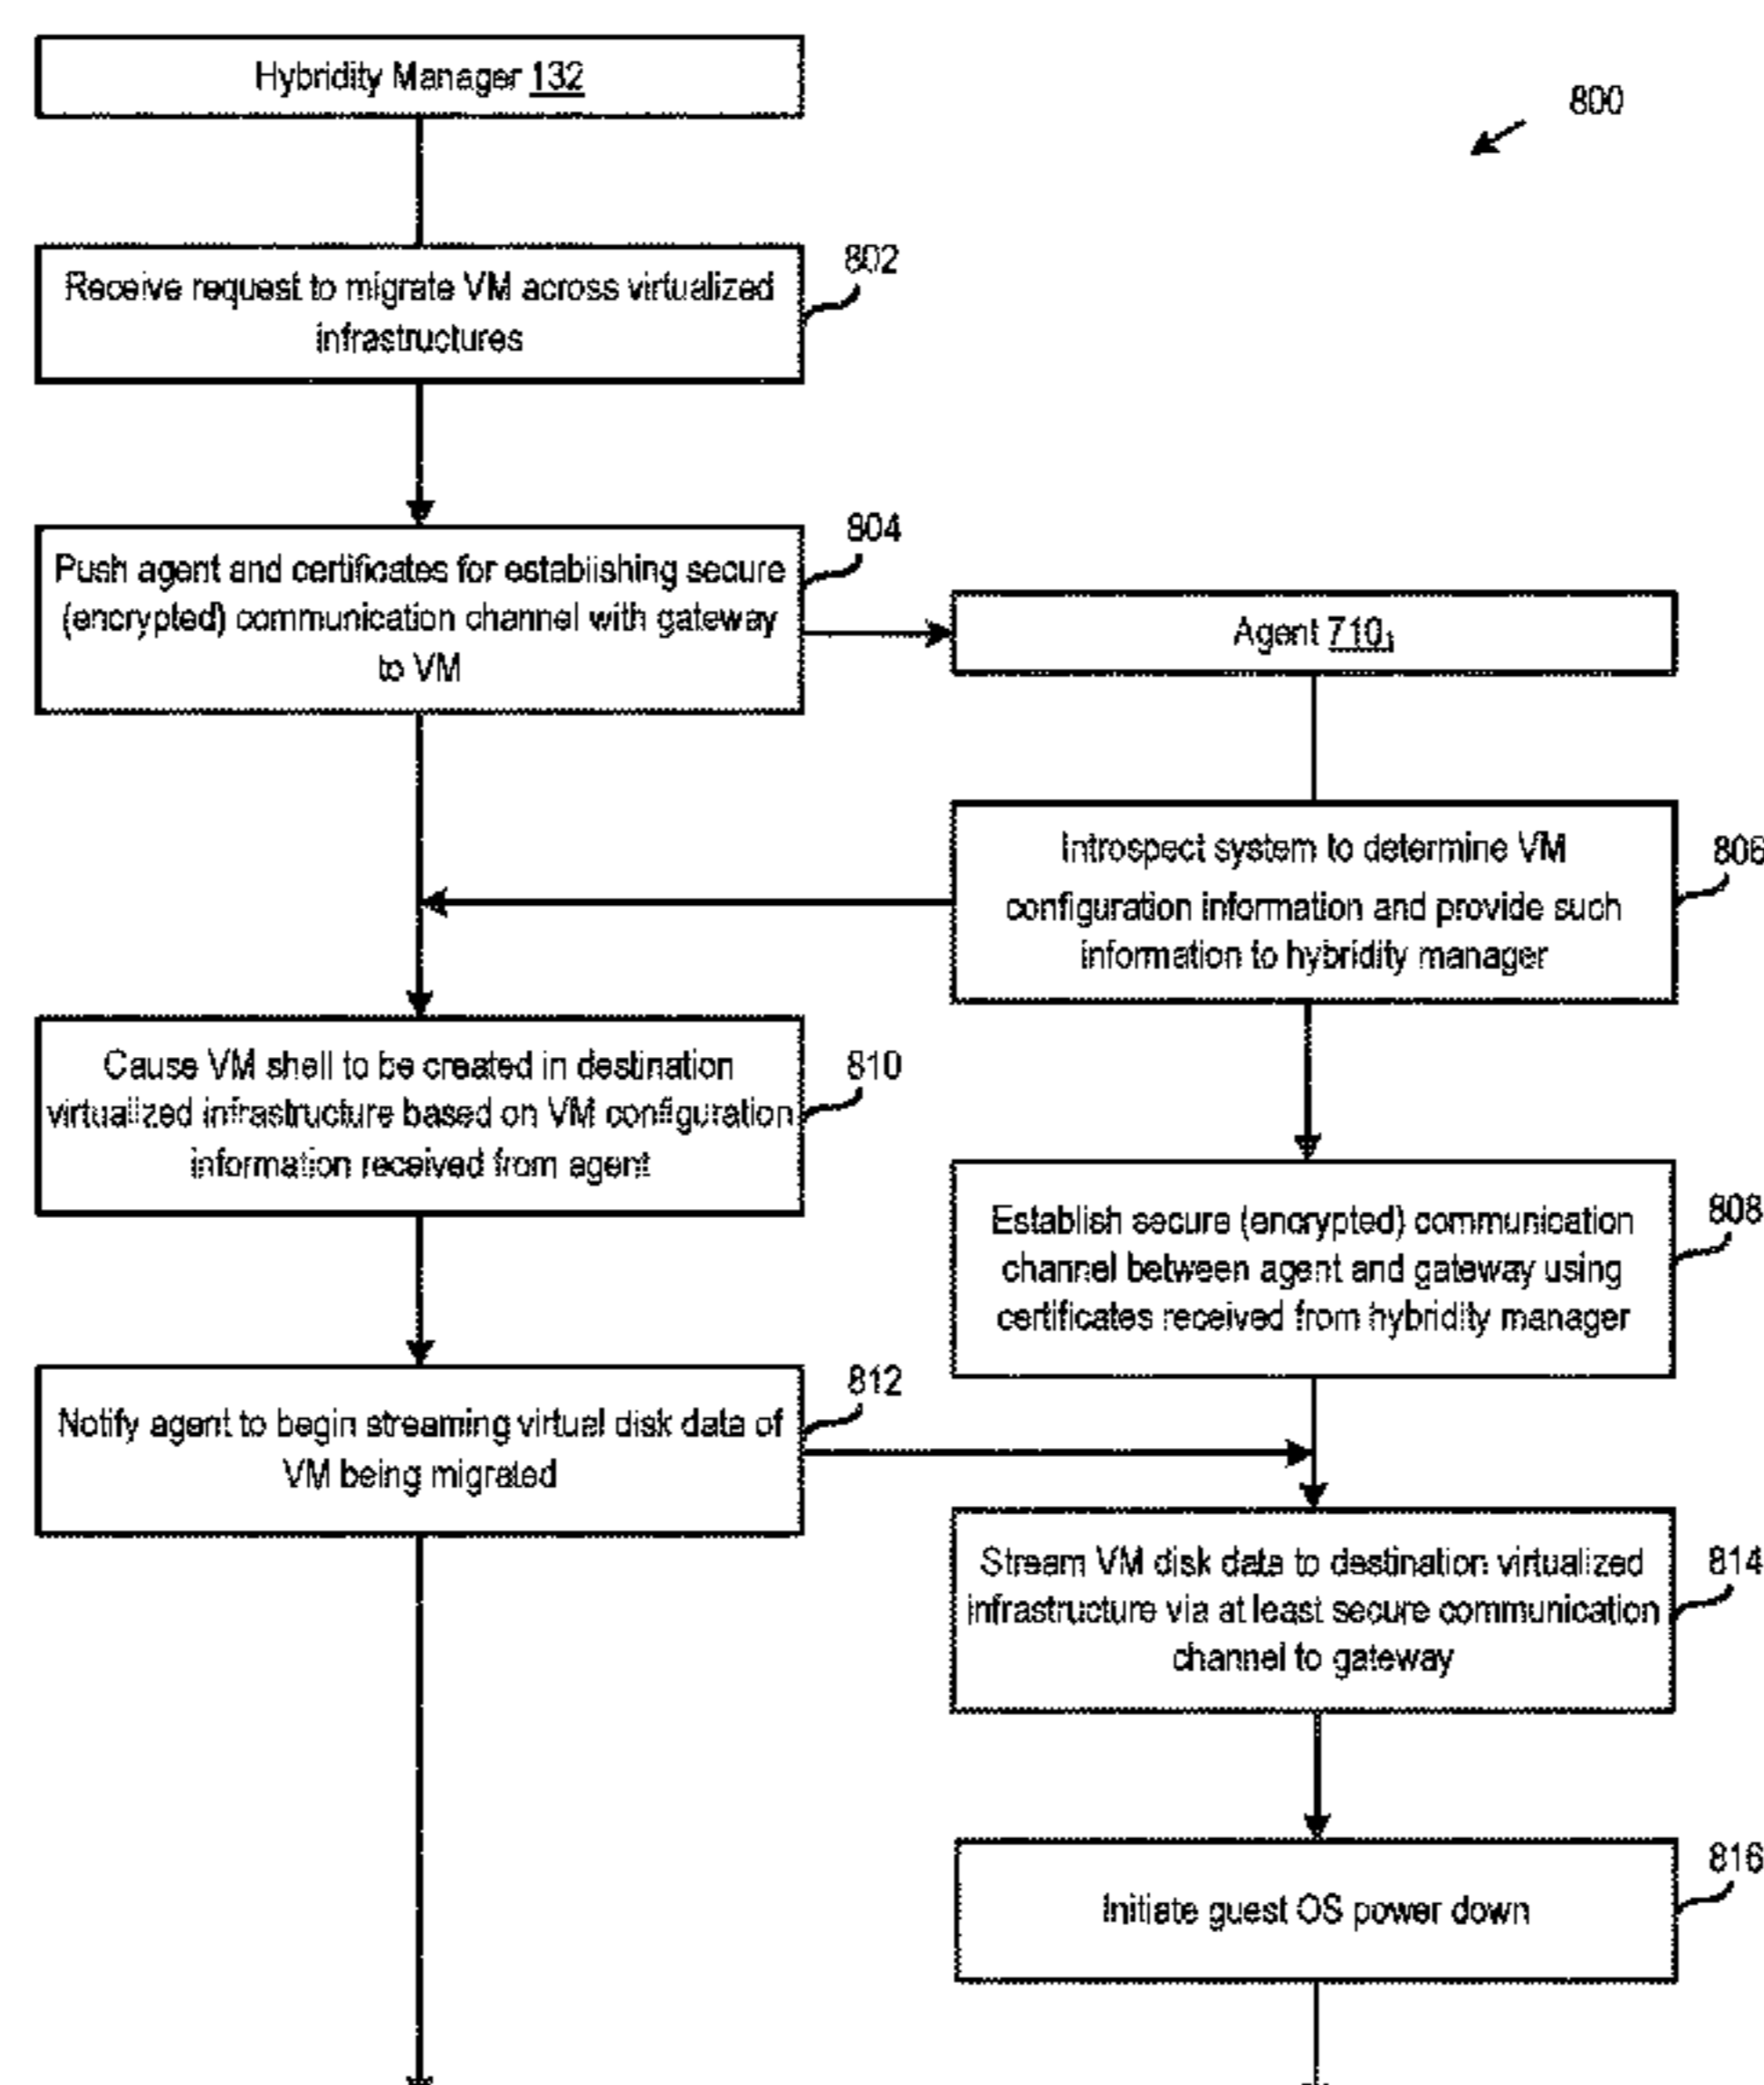 Hybridity Manager 132
800
802
Receive request to migrate VM across virtualized
infrastructures
804
Push agent and certificates for establishing secure
(encrypted) communication channel with gateway
to VM
Agent 710₁
806
Introspect system to determine VM
configuration information and provide such
information to hybridity manager
810
Cause VM shell to be created in destination
virtualized infrastructure based on VM configuration
information received from agent
808
Establish secure (encrypted) communication
channel between agent and gateway using
certificates received from hybridity manager
812
Notify agent to begin streaming virtual disk data of
VM being migrated
814
Stream VM disk data to destination virtualized
infrastructure via at least secure communication
channel to gateway
816
Initiate guest OS power down